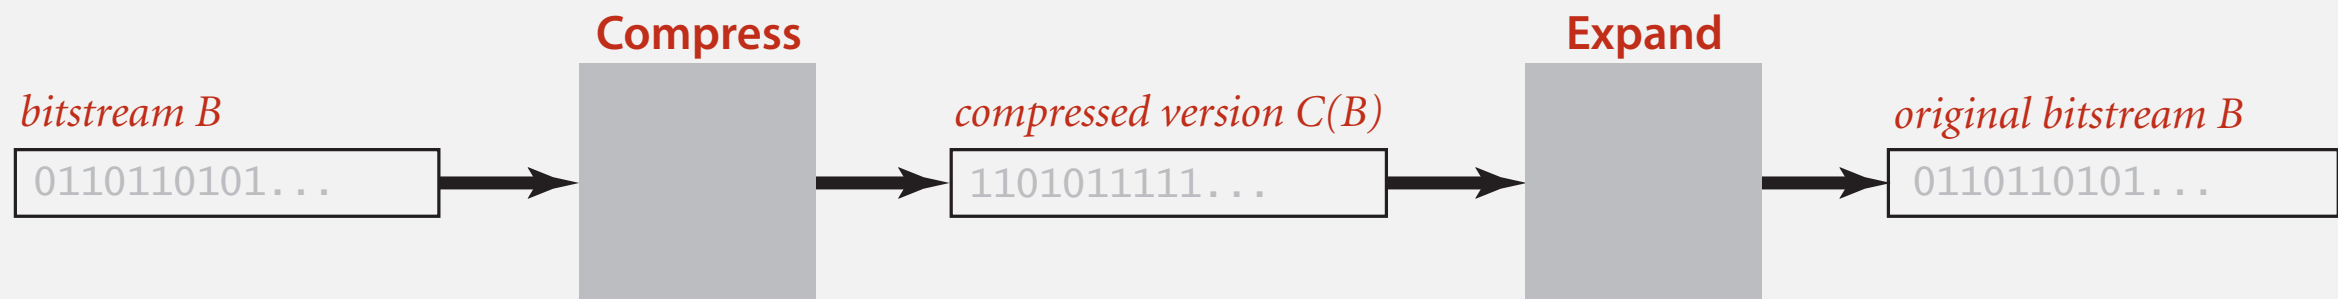 Compress
Expand
bitstream B
compressed version C(B)
original bitstream B
0110110101...
1101011111...
0110110101...